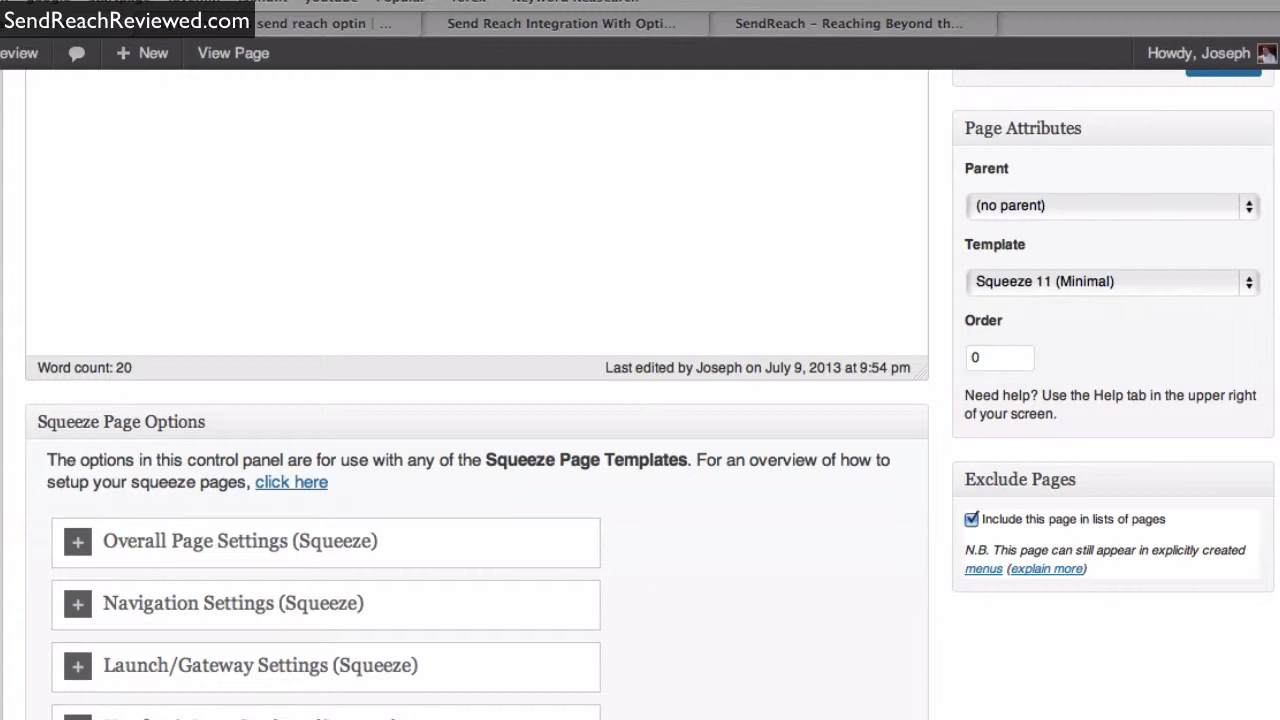 SendReachReviewed.com
send reach optin | ...
Send Reach Integration With Opti...
SendReach – Reaching Beyond th...
eview
New
View Page
Howdy, Joseph
Page Attributes
Parent
(no parent)
Template
Squeeze 11 (Minimal)
Order
0
Need help? Use the Help tab in the upper right
of your screen.
Word count: 20
Last edited by Joseph on July 9, 2013 at 9:54 pm
Squeeze Page Options
The options in this control panel are for use with any of the Squeeze Page Templates. For an overview of how to
setup your squeeze pages, click here
Overall Page Settings (Squeeze)
Navigation Settings (Squeeze)
Launch/Gateway Settings (Squeeze)
Exclude Pages
Include this page in lists of pages
N.B. This page can still appear in explicitly created
menus (explain more)